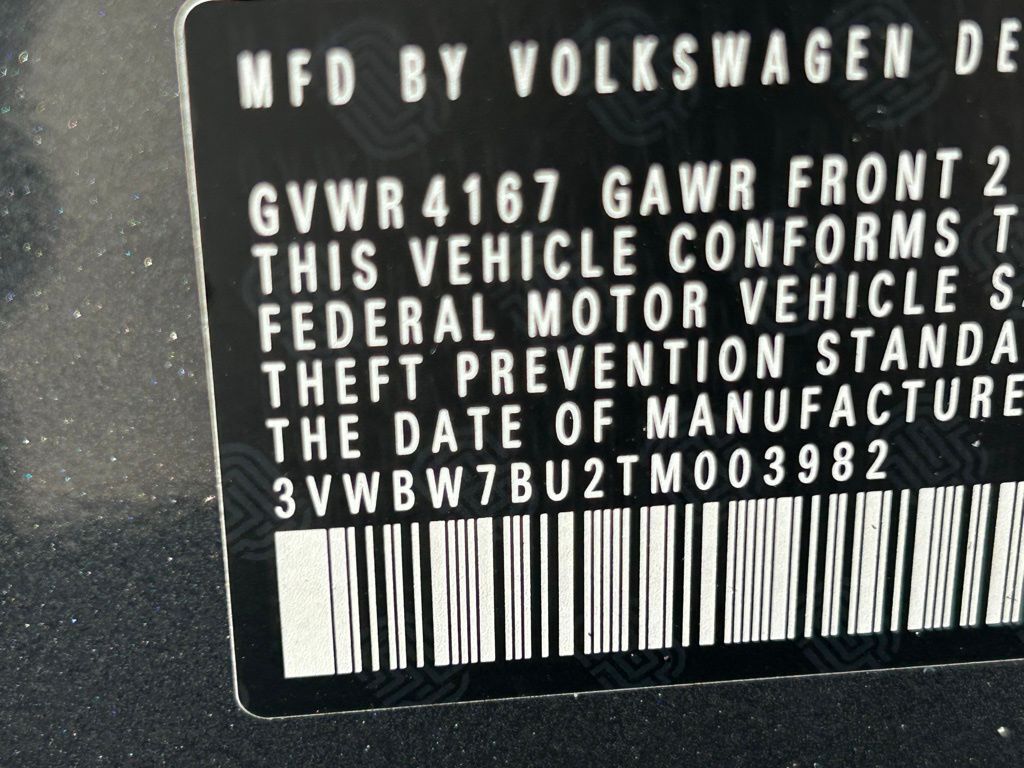 MFD BY VOLKSWAGEN DE
GVWR 4167 GAWR FRONT 2
THIS VEHICLE CONFORMS T
FEDERAL MOTOR VEHICLE S
THEFT PREVENTION STANDA
THE DATE OF MANUFACTURE
3VWBW7BU2TM003982